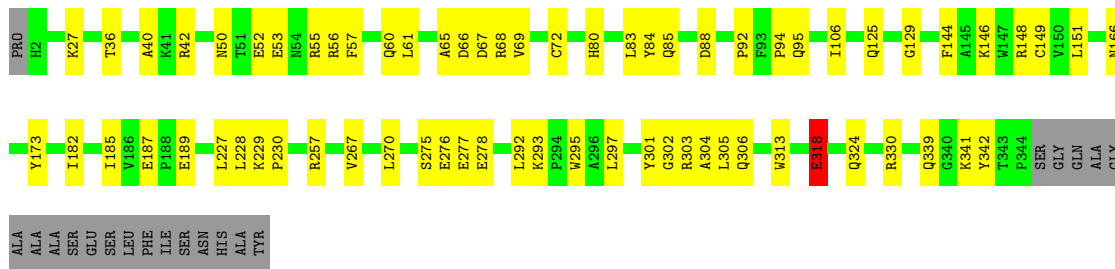 PRO H2 K27 T36 A40 K41 R42 N50 T51 E52 E53 N54 R55 R56 F57 Q60 L61 A65 D66 D67 R68 V69 C72 H80 L83 Y84 Q85 D88 P92 F93 P94 Q95 I106 Q125 G129 F144 A145 K146 W147 R148 C149 V150 L151 N166
Y173 I182 I185 V186 E187 P188 E189 L227 L228 K229 P230 R257 V267 L270 S275 E276 E277 E278 L292 K293 P294 W295 A296 L297 Y301 G302 R303 A304 L305 Q306 W313 E318 Q324 R330 Q339 G340 K341 Y342 T343 P344 SER GLY GLN ALA GLY
ALA ALA ALA SER GLU SER LEU PHE ILE SER ASN HIS ALA TYR